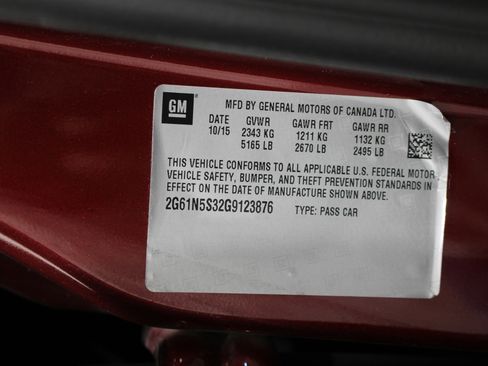 GM
MFD BY GENERAL MOTORS OF CANADA LTD.
DATE GVWR GAWR FRT GAWR RR
10/15 2343 KG 1211 KG 1132 KG
5165 LB 2670 LB 2495 LB
THIS VEHICLE CONFORMS TO ALL APPLICABLE U.S. FEDERAL MOTOR
VEHICLE SAFETY, BUMPER, AND THEFT PREVENTION STANDARDS IN
EFFECT ON THE DATE OF MANUFACTURE SHOWN ABOVE.
2G61N5S32G9123876 TYPE: PASS CAR